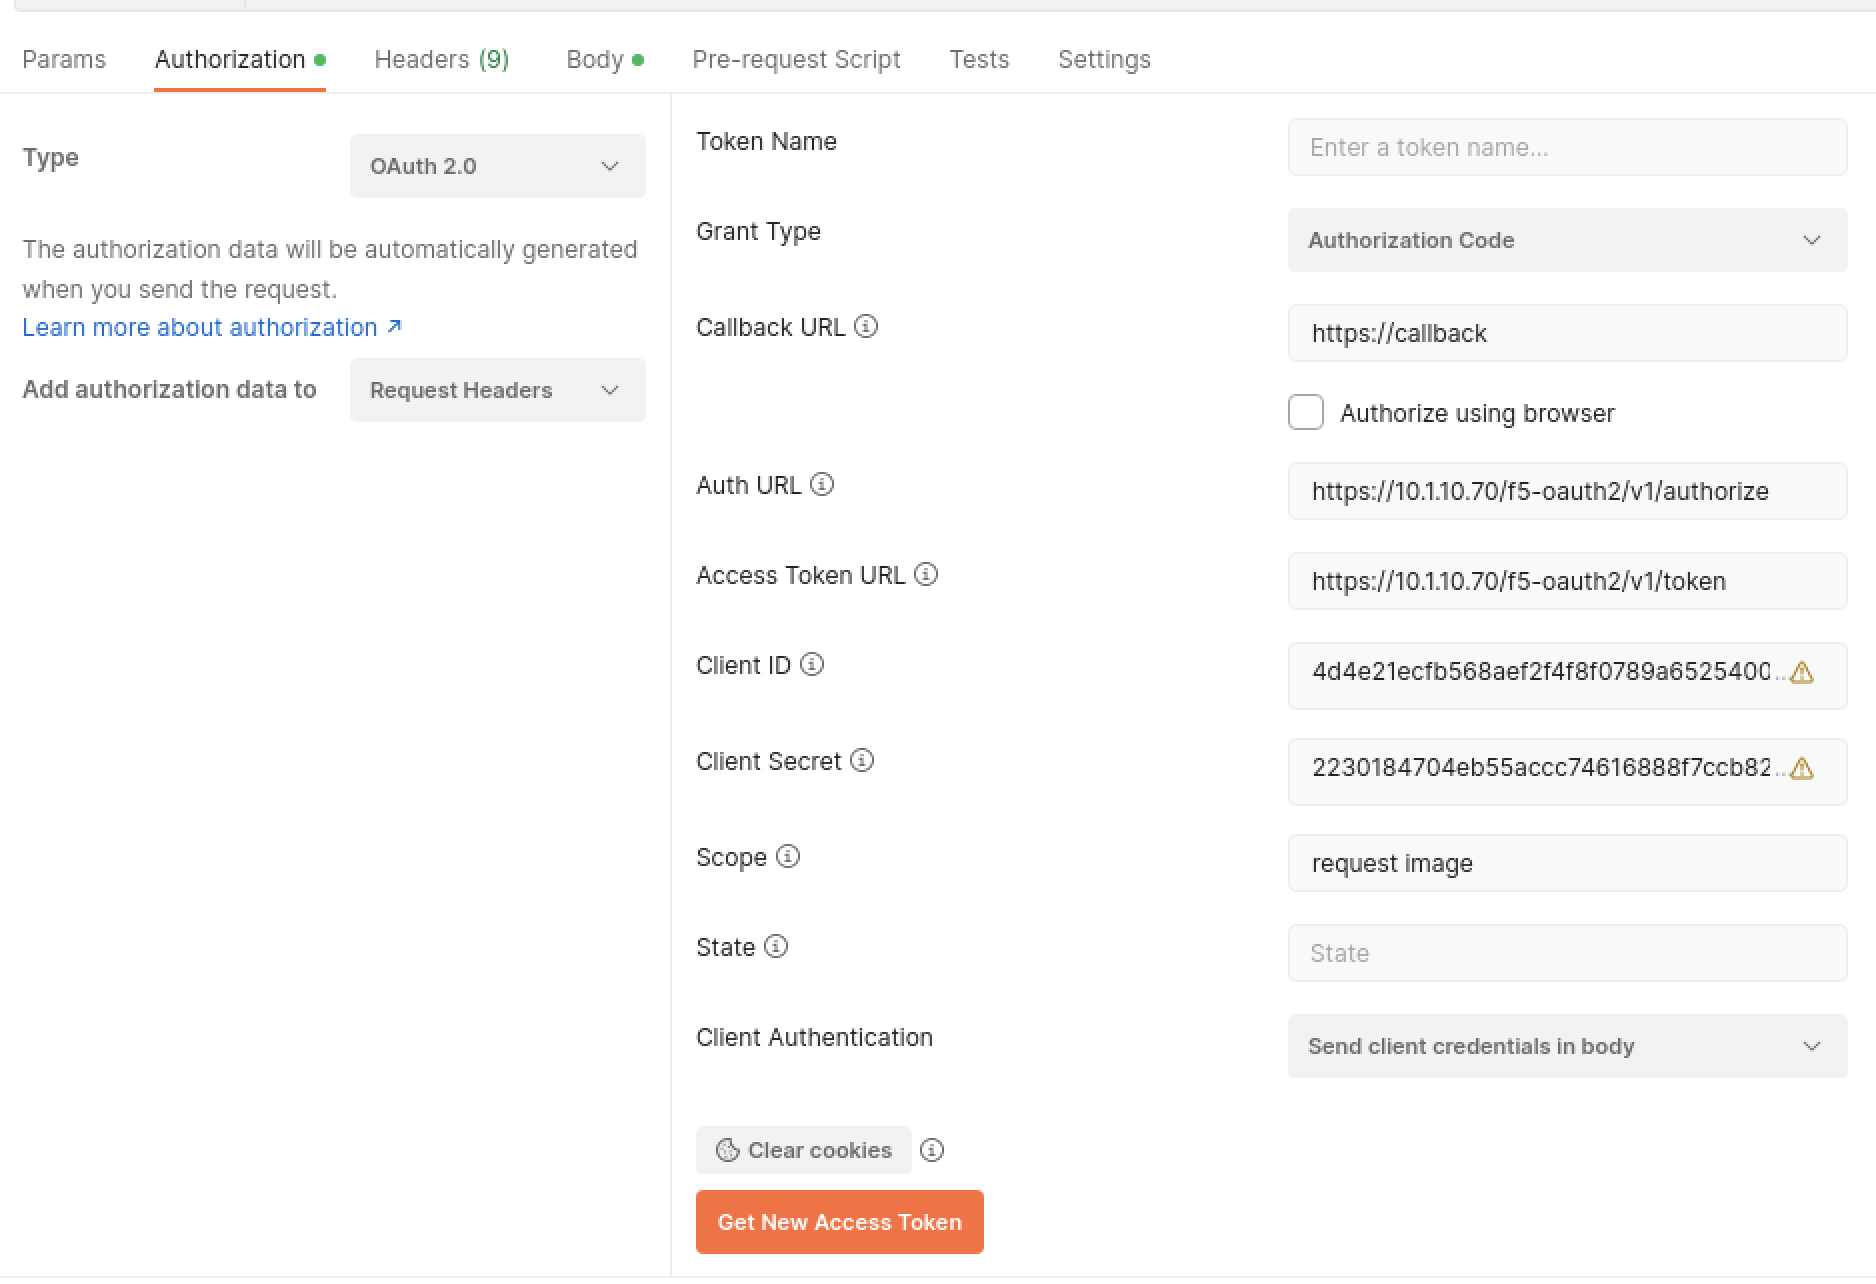 Params Authorization Headers (9) Body Pre-request Script Tests Settings
Type
OAuth 2.0
The authorization data will be automatically generated
when you send the request.
Learn more about authorization ↗
Add authorization data to
Request Headers
Token Name
Enter a token name...
Grant Type
Authorization Code
Callback URL
https://callback
Authorize using browser
Auth URL
https://10.1.10.70/f5-oauth2/v1/authorize
Access Token URL
https://10.1.10.70/f5-oauth2/v1/token
Client ID
4d4e21ecfb568aef2f4f8f0789a6525400...
Client Secret
2230184704eb55accc74616888f7ccb82...
Scope
request image
State
State
Client Authentication
Send client credentials in body
Clear cookies
Get New Access Token